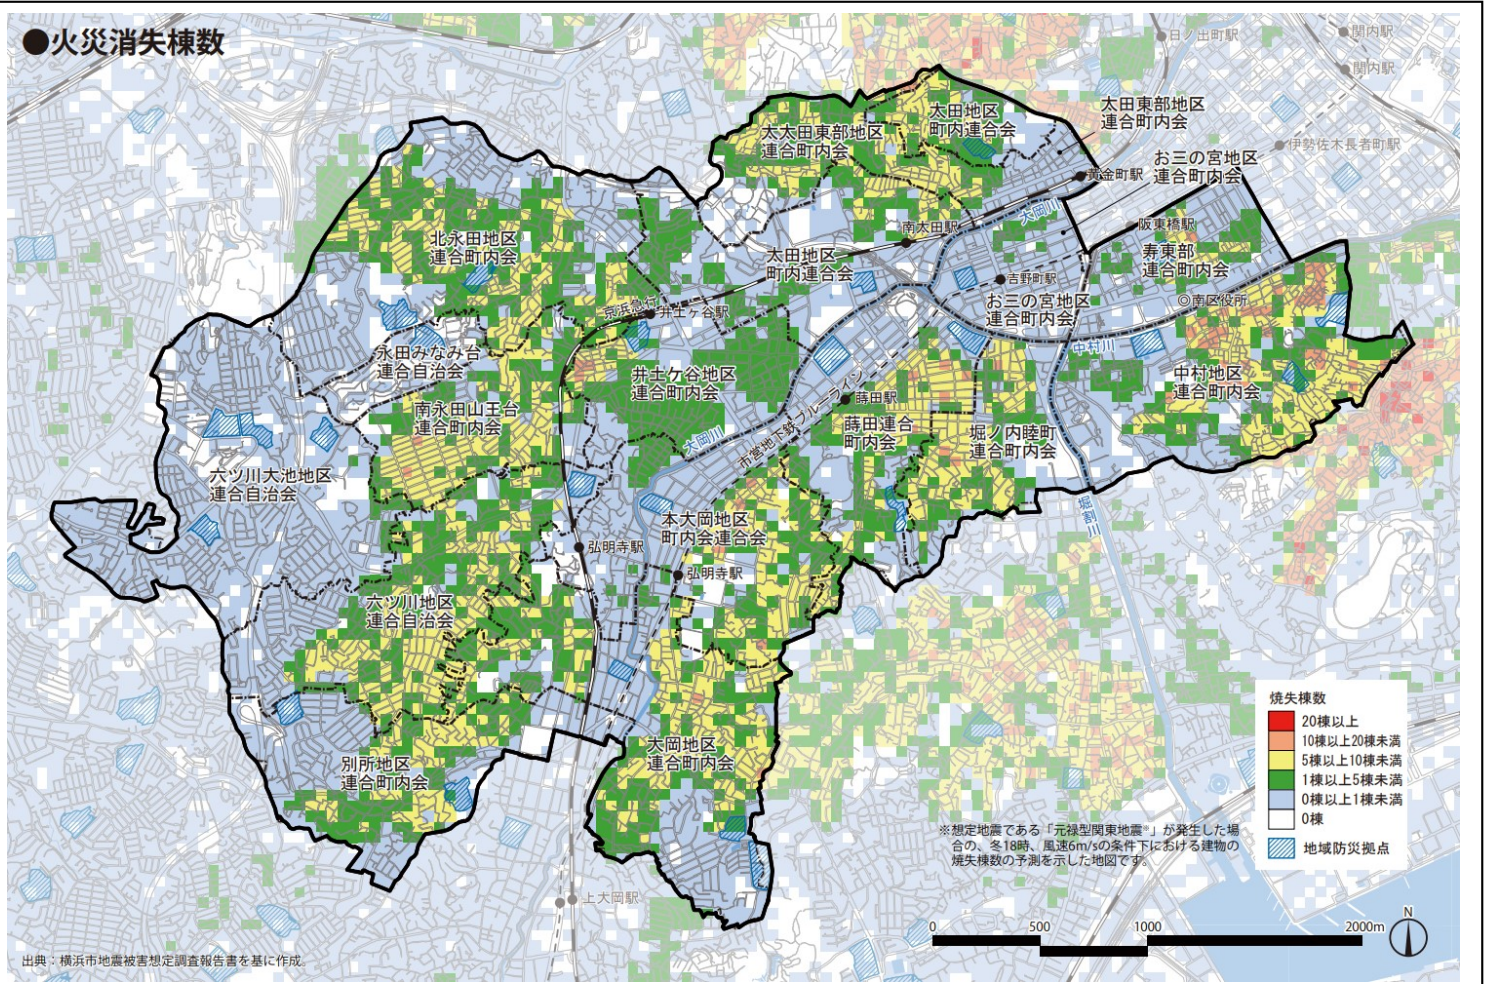 ●火災消失棟数
日ノ出町駅
関内駅
関内駅
伊勢佐木長者町駅
太田東部地区
連合町内会
太田地区
町内連合会
太太田東部地区
連合町内会
お三の宮地区
連合町内会
黄金町駅
大岡川
阪東橋駅
南太田駅
北永田地区
連合町内会
太田地区
町内連合会
寿東部
連合町内会
吉野町駅
お三の宮地区
連合町内会
◎南区役所
京浜急行
井土ヶ谷駅
中村川
永田みなみ台
連合自治会
井土ケ谷地区
連合町内会
中村地区
連合町内会
南永田山王台
連合町内会
蒔田駅
市営地下鉄ブルーライン
大岡川
蒔田連合
町内会
堀ノ内睦町
連合町内会
六ツ川大池地区
連合自治会
堀割川
本大岡地区
町内会連合会
弘明寺駅
弘明寺駅
六ツ川地区
連合自治会
大岡地区
連合町内会
別所地区
連合町内会
上大岡駅
焼失棟数
20棟以上
10棟以上20棟未満
5棟以上10棟未満
1棟以上5棟未満
0棟以上1棟未満
0棟
地域防災拠点
※想定地震である「元禄型関東地震※」が発生した場
合の、冬18時、風速6m/sの条件下における建物の
焼失棟数の予測を示した地図です。
0 500 1000 2000m
N
出典：横浜市地震被害想定調査報告書を基に作成